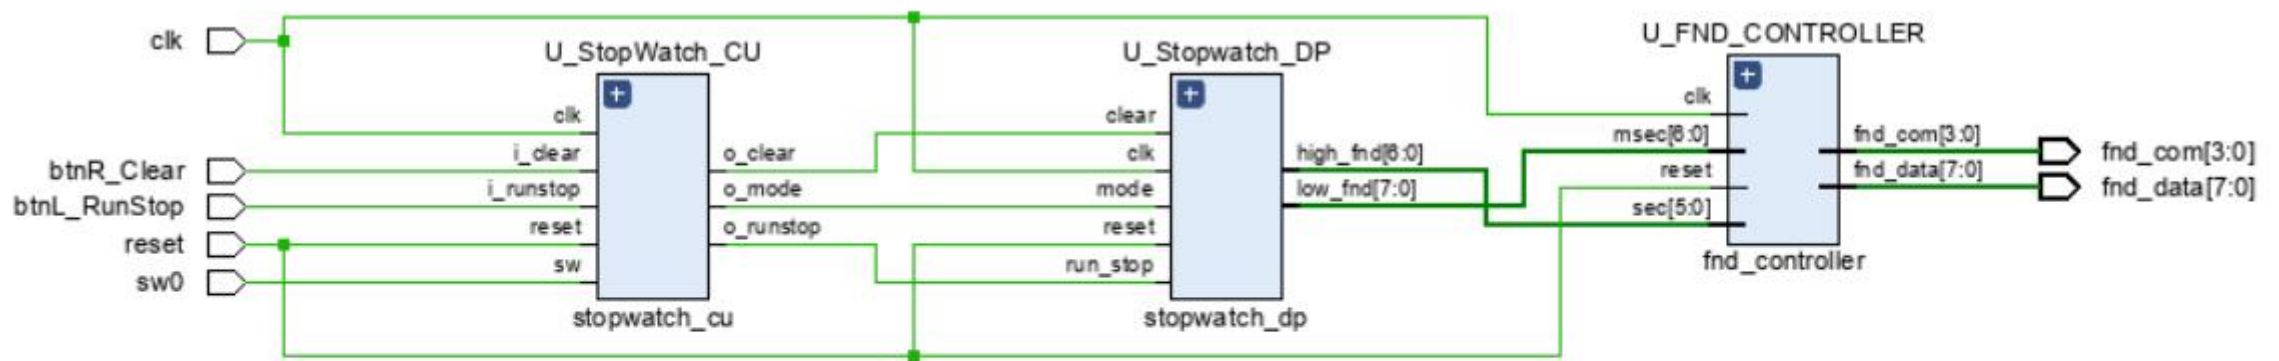 clk
btnR_Clear
btnL_RunStop
reset
sw0
U_StopWatch_CU
clk
i_clear
i_runstop
reset
sw
o_clear
o_mode
o_runstop
stopwatch_cu
U_Stopwatch_DP
clear
clk
mode
reset
run_stop
high_fnd[6:0]
low_fnd[7:0]
stopwatch_dp
U_FND_CONTROLLER
clk
msec[6:0]
reset
sec[5:0]
fnd_com[3:0]
fnd_data[7:0]
fnd_controller
fnd_com[3:0]
fnd_data[7:0]